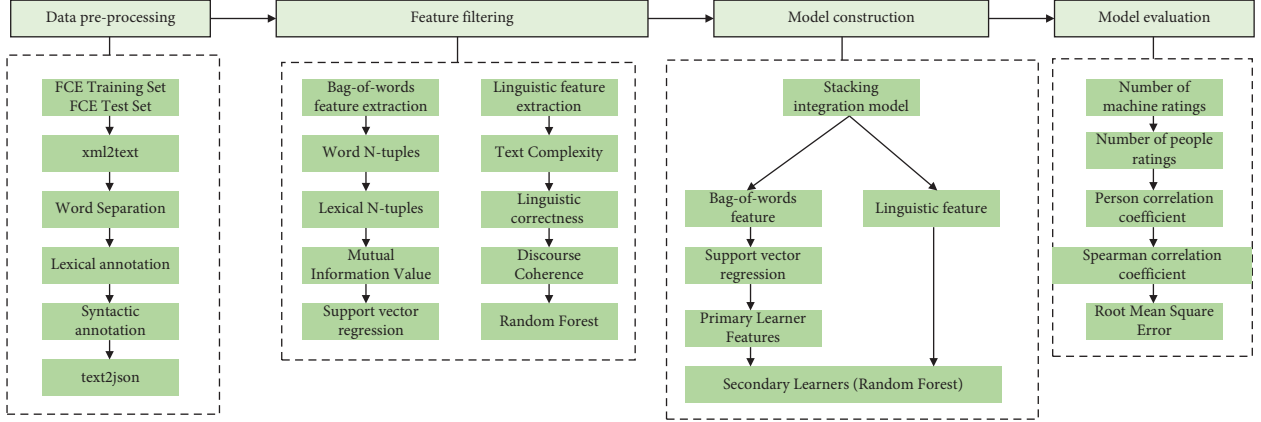 Data pre-processing
Feature filtering
Model construction
Model evaluation
FCE Training Set
FCE Test Set
xml2text
Word Separation
Lexical annotation
Syntactic
annotation
text2json
Bag-of-words
feature extraction
Word N-tuples
Lexical N-tuples
Mutual
Information Value
Support vector
regression
Linguistic feature
extraction
Text Complexity
Linguistic
correctness
Discourse
Coherence
Random Forest
Stacking
integration model
Bag-of-words
feature
Support vector
regression
Primary Learner
Features
Linguistic feature
Secondary Learners (Random Forest)
Number of
machine ratings
Number of people
ratings
Person correlation
coefficient
Spearman correlation
coefficient
Root Mean Square
Error